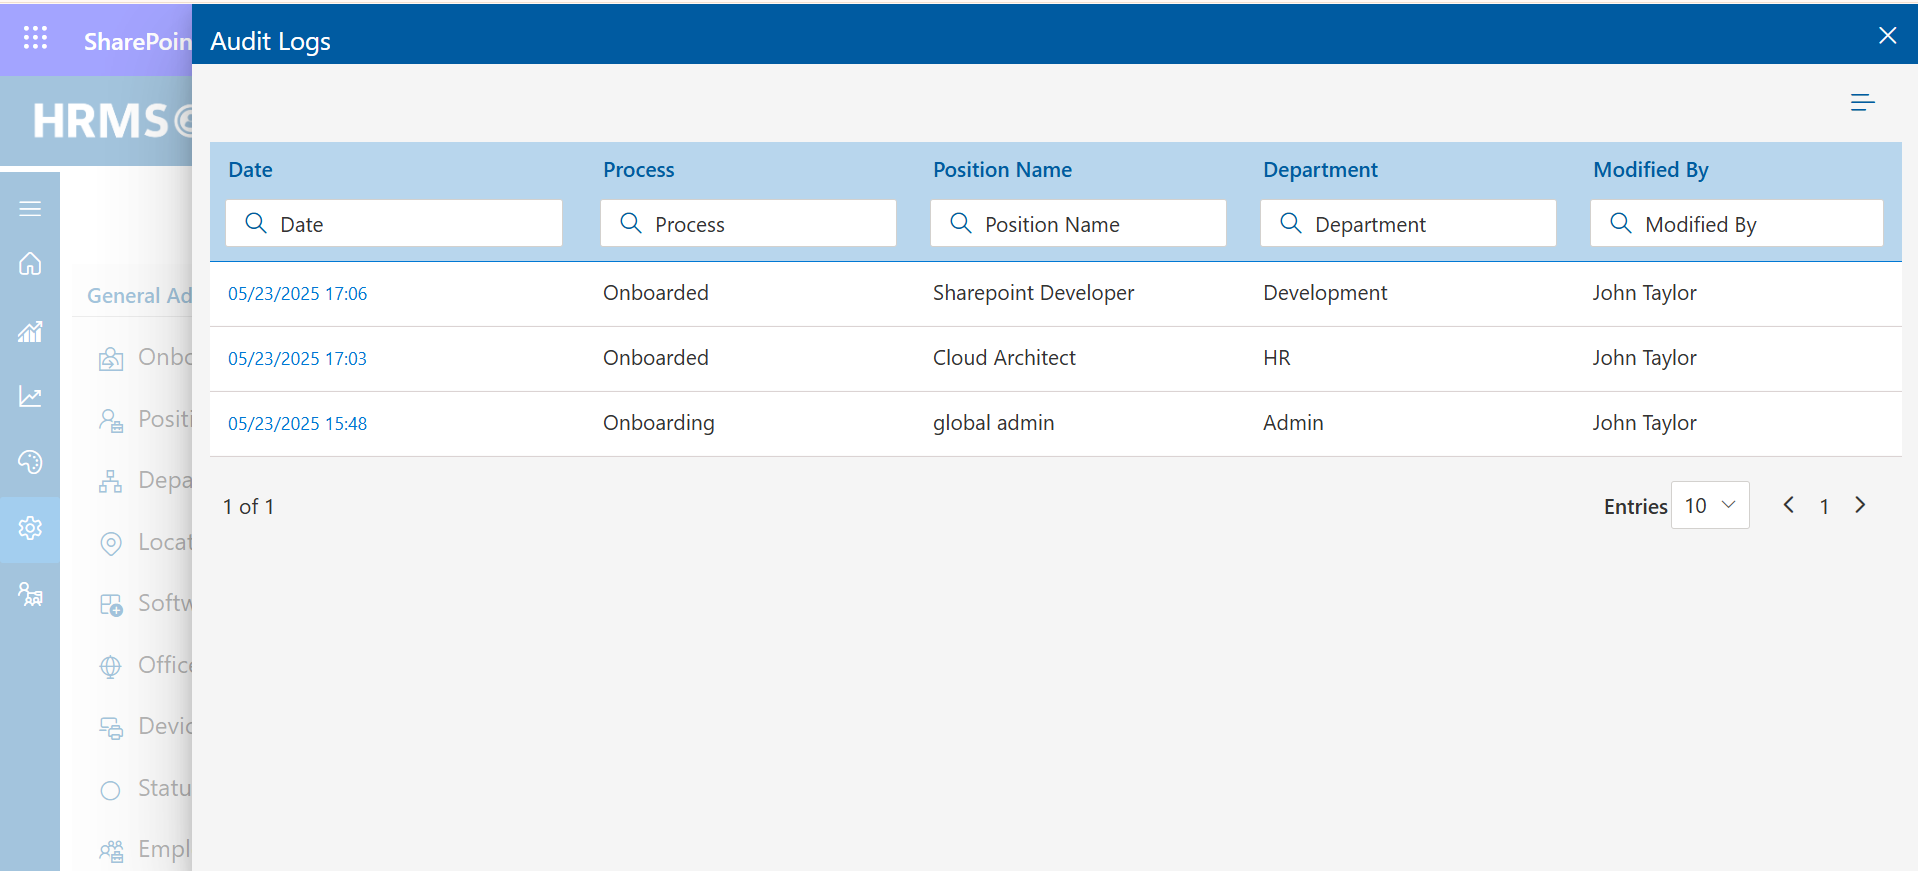 SharePoin
Audit Logs
HRMS
Date Process Position Name Department Modified By
Date Process Position Name Department Modified By
05/23/2025 17:06 Onboarded Sharepoint Developer Development John Taylor
05/23/2025 17:03 Onboarded Cloud Architect HR John Taylor
05/23/2025 15:48 Onboarding global admin Admin John Taylor
1 of 1
Entries 10 1
General Ad
Onbo
Positi
Depa
Locat
Softw
Office
Devic
Statu
Empl